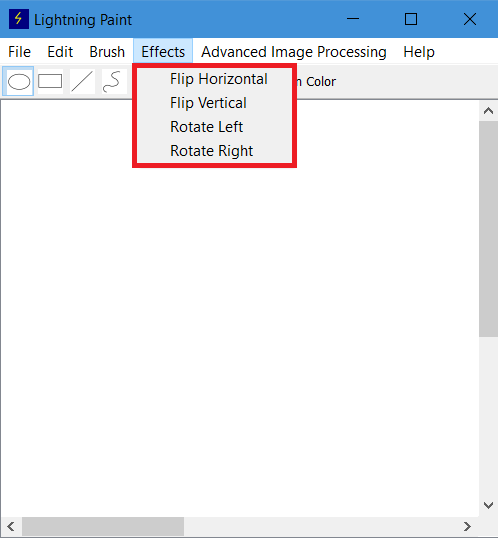 Lightning Paint
File Edit Brush Effects Advanced Image Processing Help
Color
Flip Horizontal
Flip Vertical
Rotate Left
Rotate Right